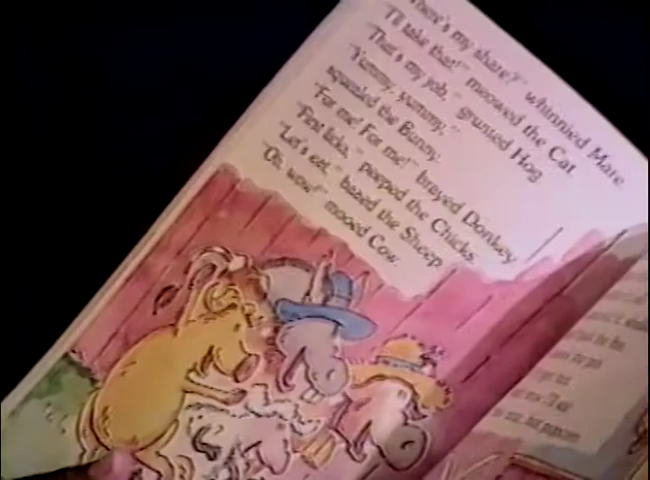 "Where's my share?" whinnied Mare
"I'll take that!" meowed the Cat.
"That's my job," grunted Hog
"Yummy, yummy,"
squealed the Bunny.
"For me! For me!" brayed Donkey
"First licks," peeped the Chicks.
"Let's eat," baaed the Sheep
"Oh, wow!" mooed Cow.